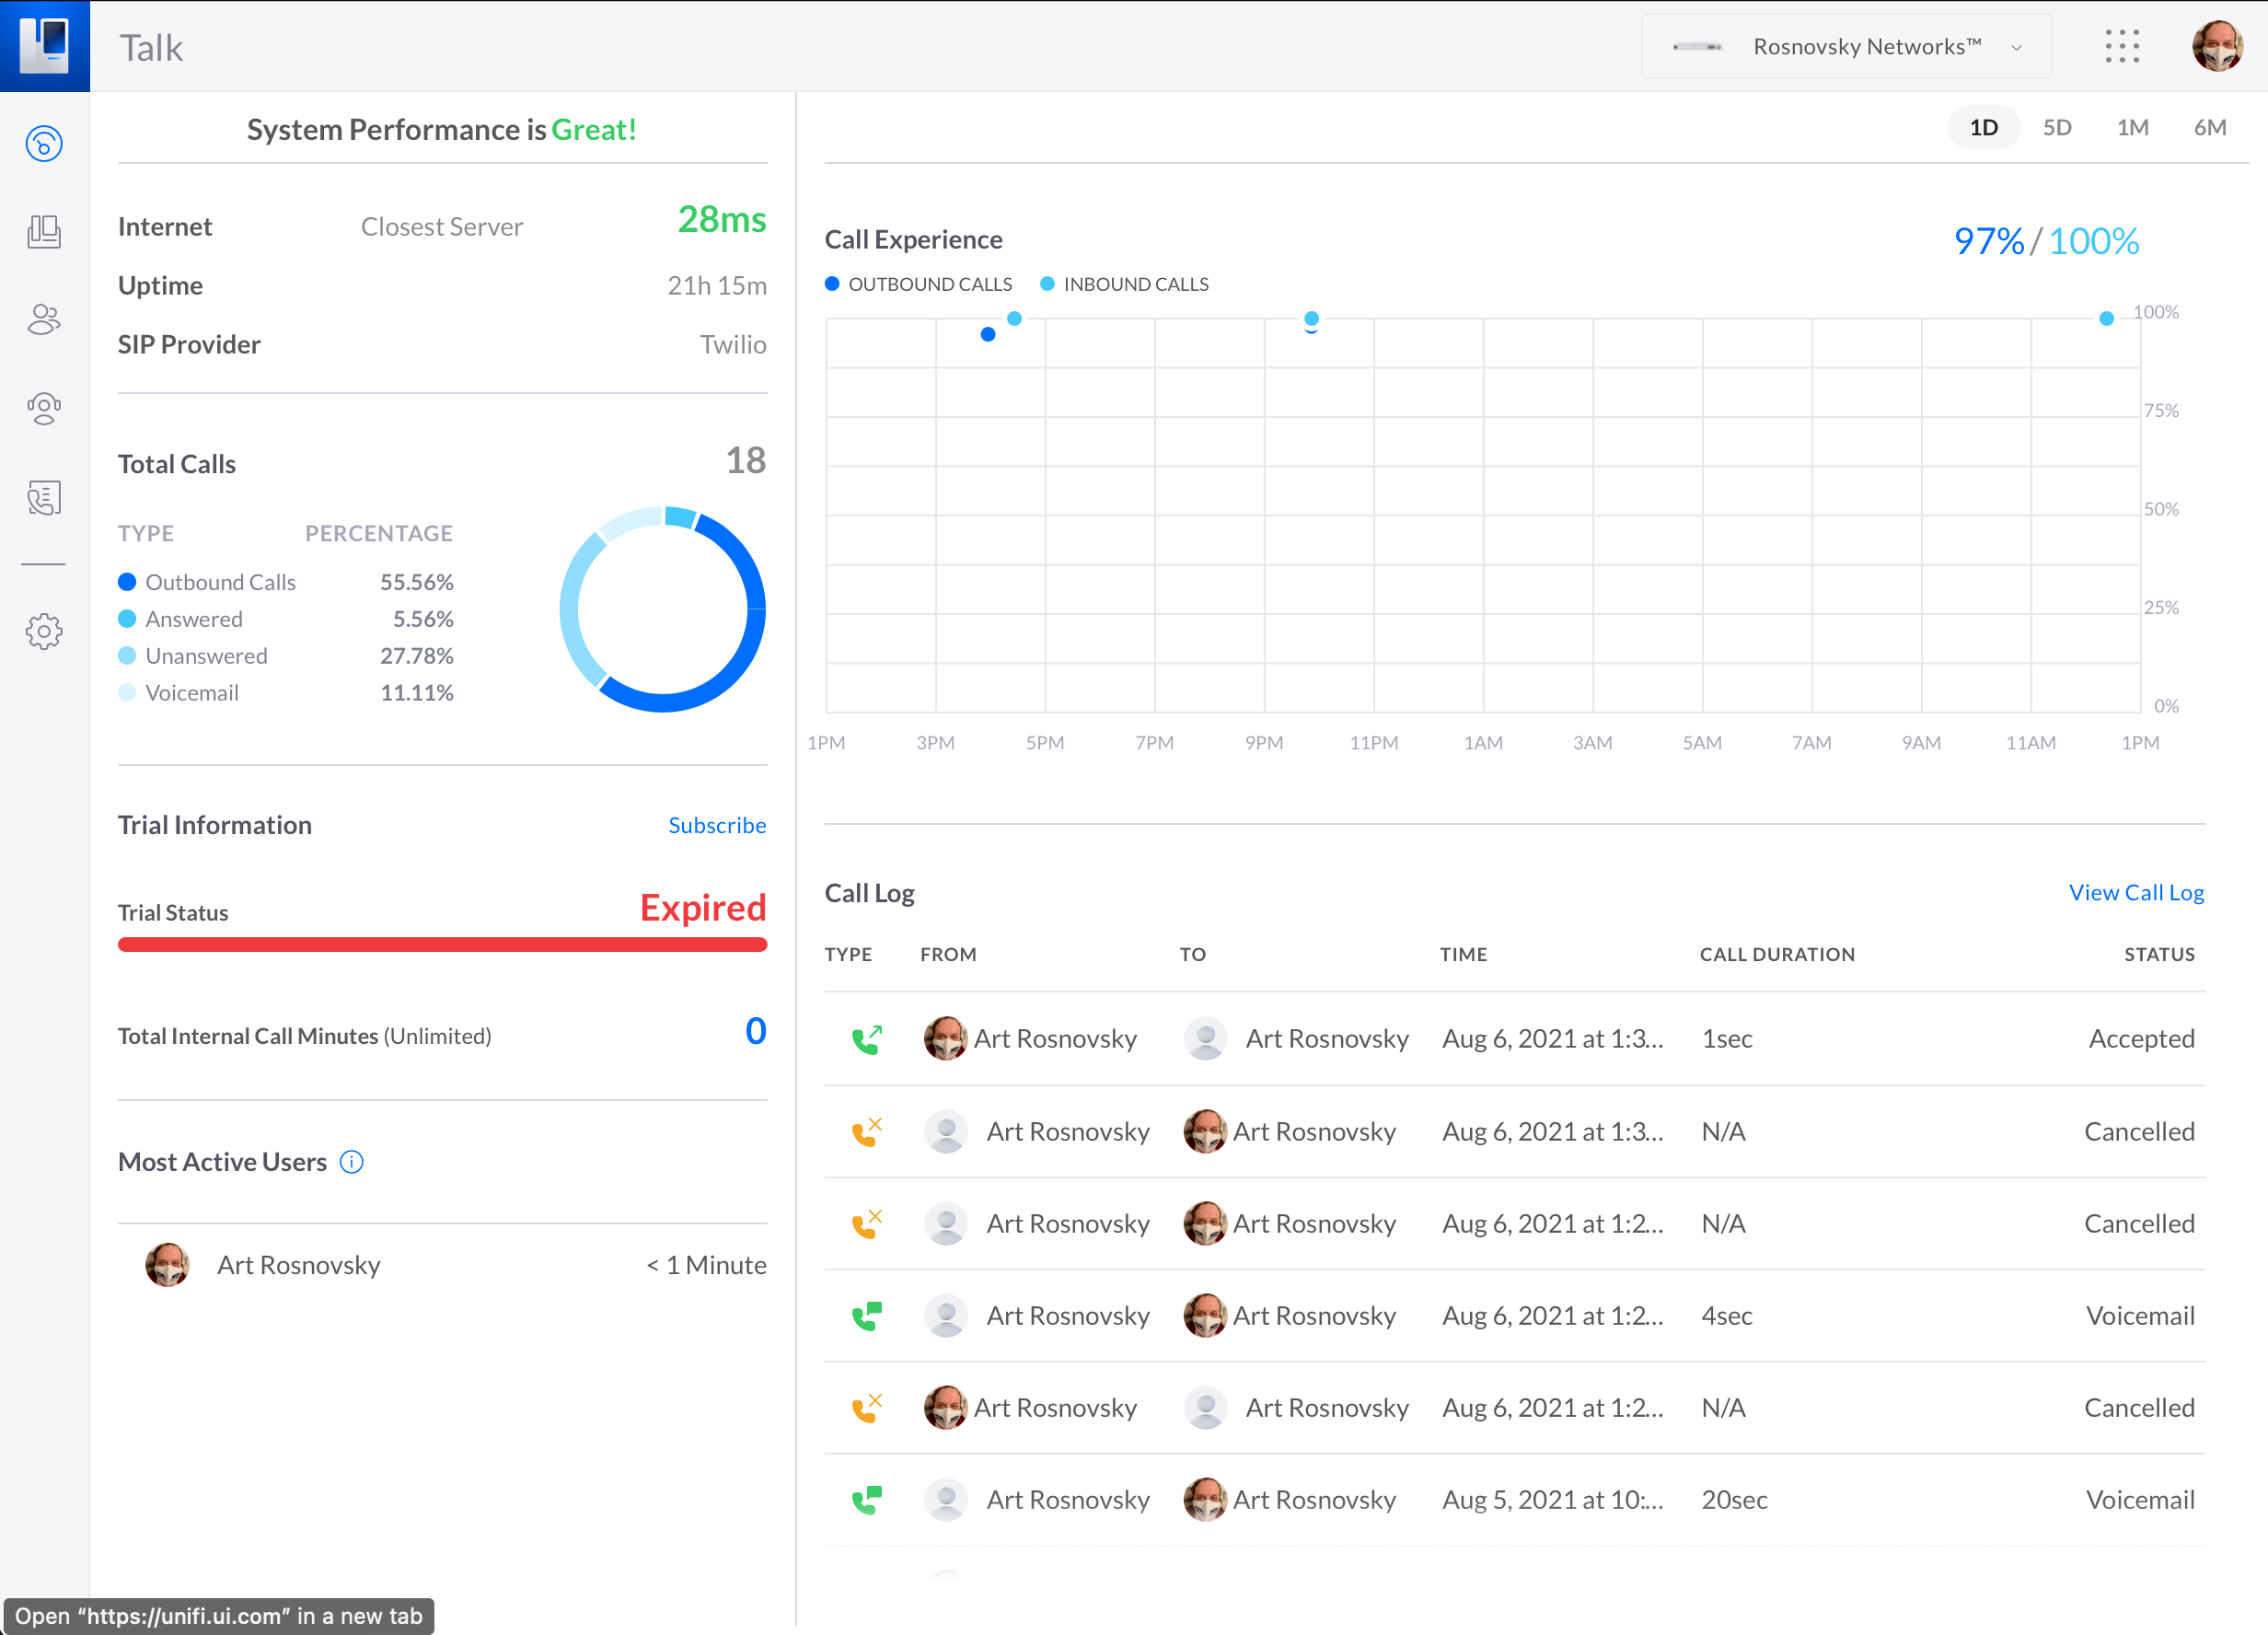 Talk
Rosnovsky Networks™
System Performance is Great!
1D 5D 1M 6M
Internet Closest Server 28ms
Uptime 21h 15m
SIP Provider Twilio
Total Calls 18
TYPE PERCENTAGE
Outbound Calls 55.56%
Answered 5.56%
Unanswered 27.78%
Voicemail 11.11%
Trial Information Subscribe
Trial Status Expired
Total Internal Call Minutes (Unlimited) 0
Most Active Users
Art Rosnovsky < 1 Minute
Call Experience 97% / 100%
OUTBOUND CALLS INBOUND CALLS
100%
75%
50%
25%
0%
1PM 3PM 5PM 7PM 9PM 11PM 1AM 3AM 5AM 7AM 9AM 11AM 1PM
Call Log View Call Log
TYPE FROM TO TIME CALL DURATION STATUS
Art Rosnovsky Art Rosnovsky Aug 6, 2021 at 1:3... 1sec Accepted
Art Rosnovsky Art Rosnovsky Aug 6, 2021 at 1:3... N/A Cancelled
Art Rosnovsky Art Rosnovsky Aug 6, 2021 at 1:2... N/A Cancelled
Art Rosnovsky Art Rosnovsky Aug 6, 2021 at 1:2... 4sec Voicemail
Art Rosnovsky Art Rosnovsky Aug 6, 2021 at 1:2... N/A Cancelled
Art Rosnovsky Art Rosnovsky Aug 5, 2021 at 10:... 20sec Voicemail
Open “https://unifi.ui.com” in a new tab